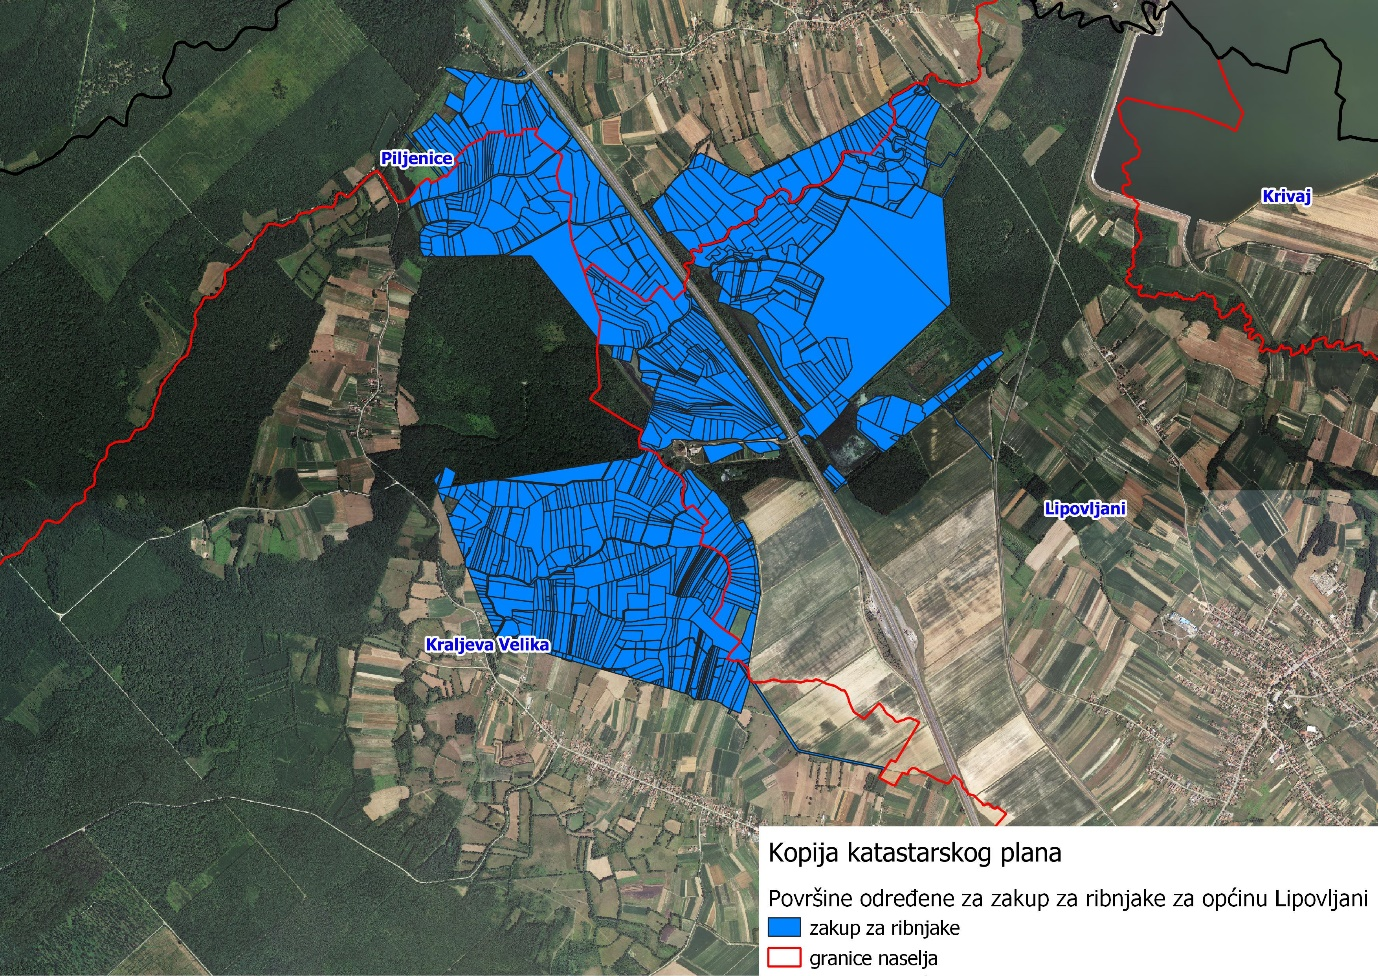 Piljenice
Krivaj
Lipovljani
Kraljeva Velika
Kopija katastarskog plana
Površine određene za zakup za ribnjake za općinu Lipovljani
zakup za ribnjake
granice naselja